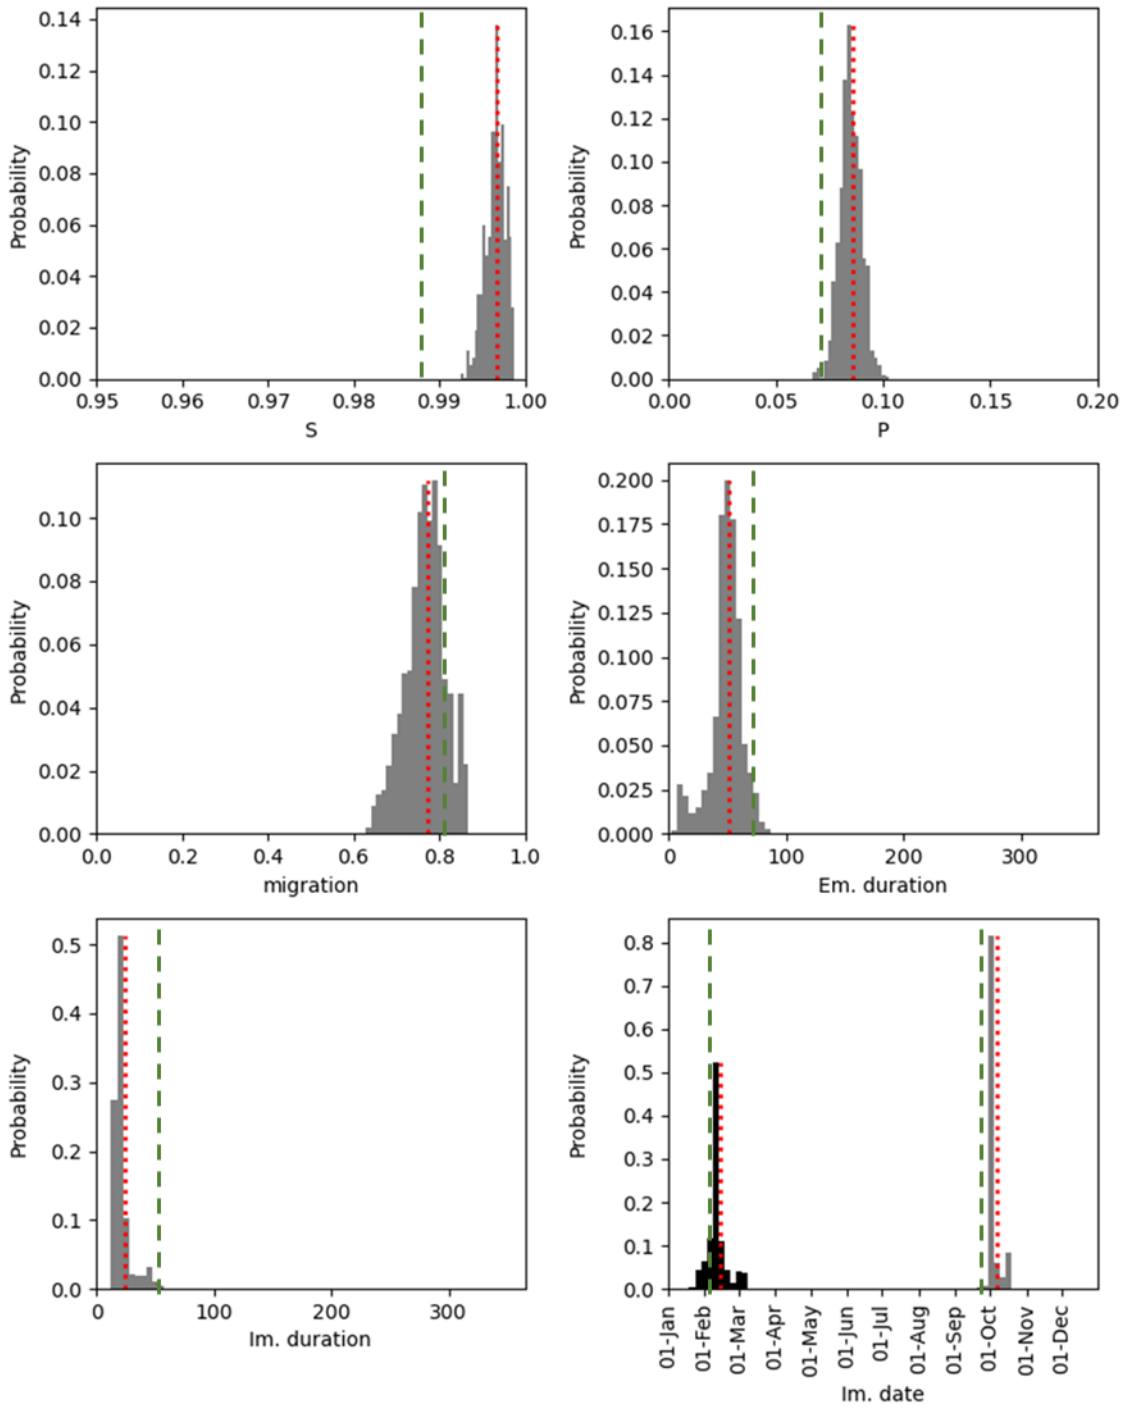 Probability
0.14
0.12
0.10
0.08
0.06
0.04
0.02
0.00
0.95 0.96 0.97 0.98 0.99 1.00
S
Probability
0.16
0.14
0.12
0.10
0.08
0.06
0.04
0.02
0.00
0.00 0.05 0.10 0.15 0.20
P
Probability
0.10
0.08
0.06
0.04
0.02
0.00
0.0 0.2 0.4 0.6 0.8 1.0
migration
Probability
0.200
0.175
0.150
0.125
0.100
0.075
0.050
0.025
0.000
0 100 200 300
Em. duration
Probability
0.5
0.4
0.3
0.2
0.1
0.0
0 100 200 300
Im. duration
Probability
0.8
0.7
0.6
0.5
0.4
0.3
0.2
0.1
0.0
01-Jan
01-Feb
01-Mar
01-Apr
01-May
01-Jun
01-Jul
01-Aug
01-Sep
01-Oct
01-Nov
01-Dec
Im. date